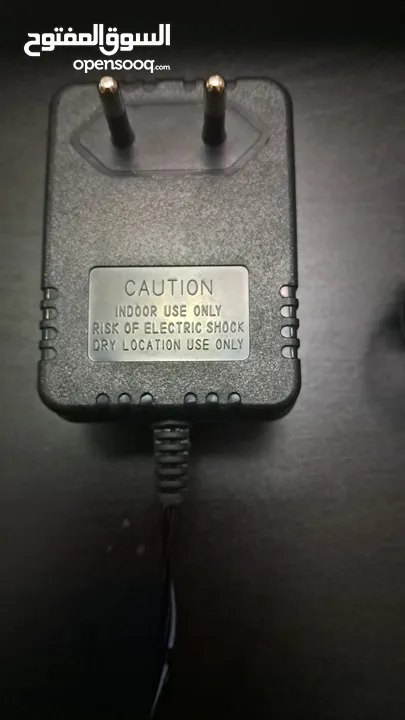 السوق المفتوح
opensooq.com
CAUTION
INDOOR USE ONLY
RISK OF ELECTRIC SHOCK
DRY LOCATION USE ONLY